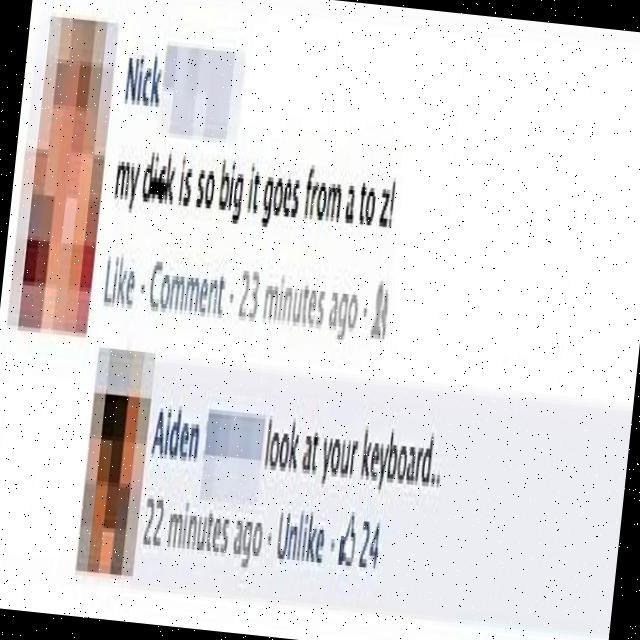 Nick
my dick is so big it goes from a to z!
Like · Comment · 23 minutes ago ·
Aiden look at your keyboard..
22 minutes ago · Unlike · 24